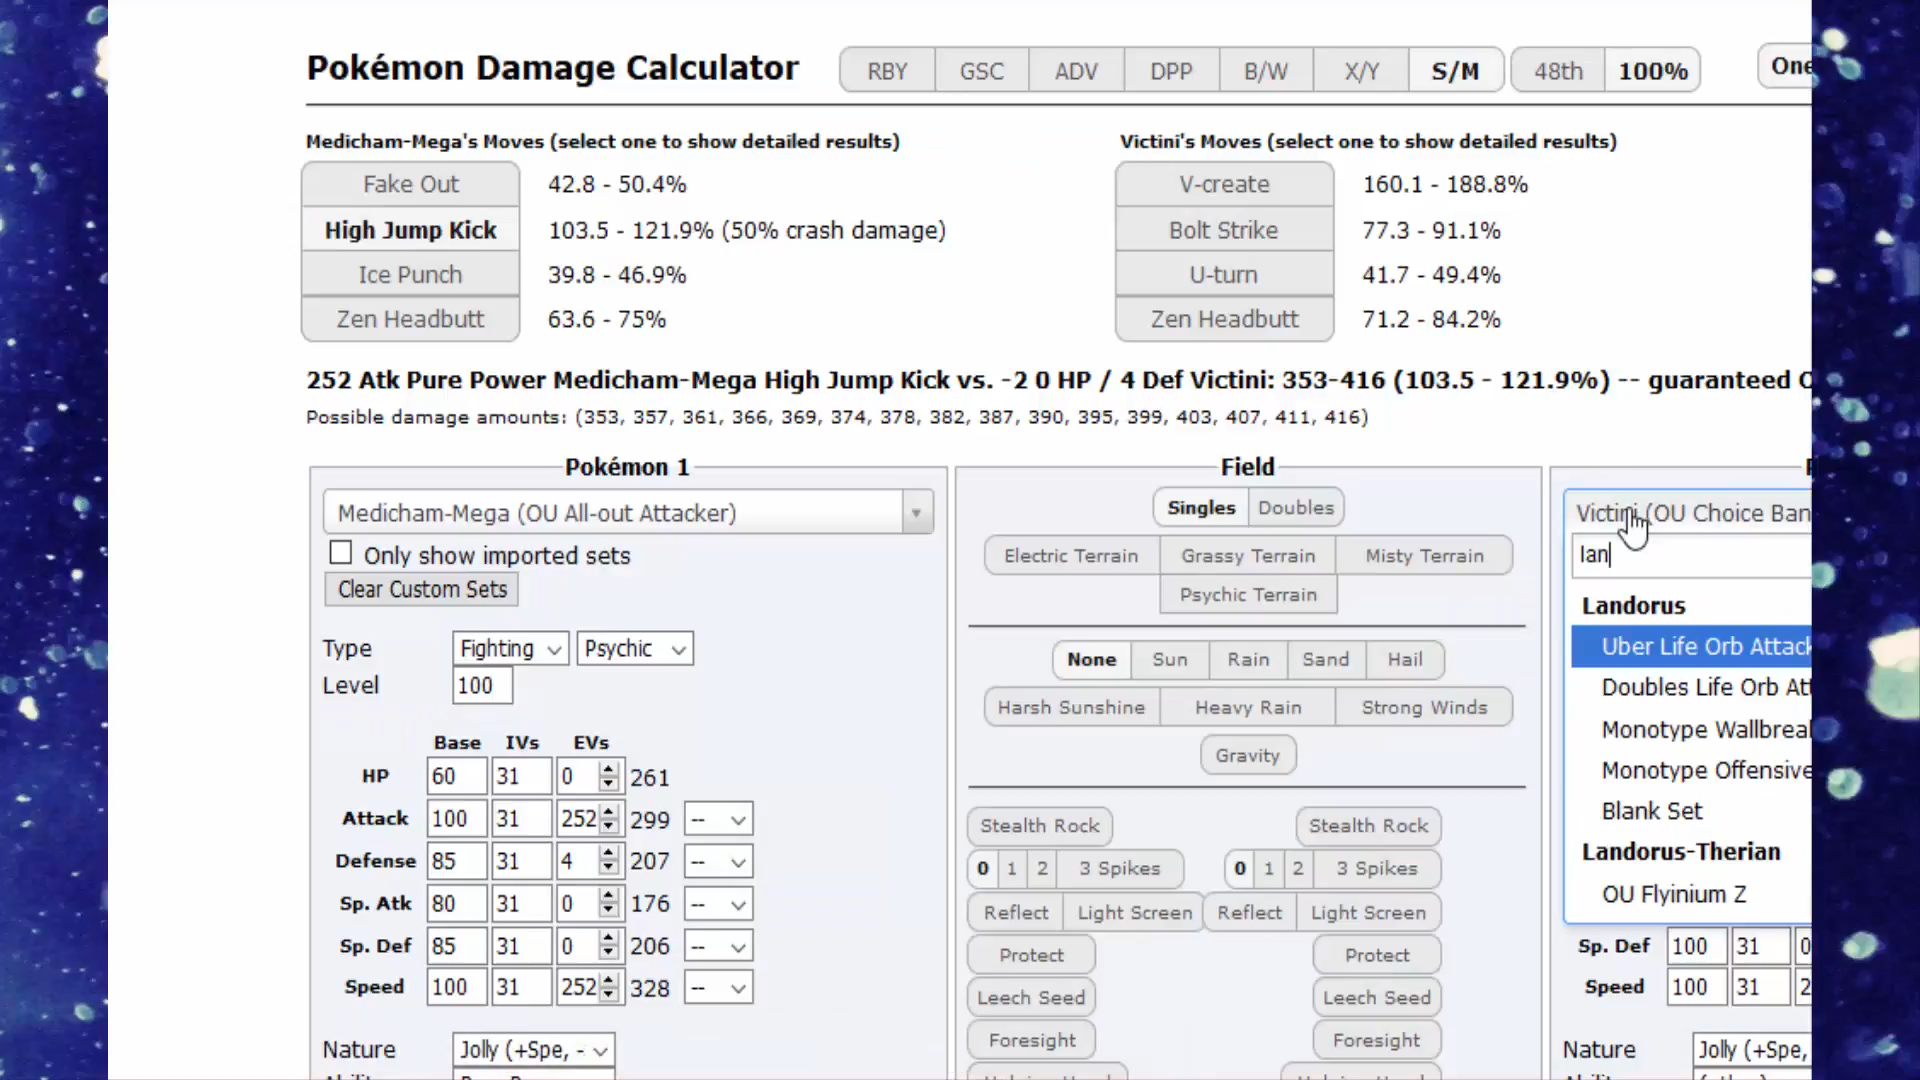 Pokémon Damage Calculator RBY GSC ADV DPP B/W X/Y S/M 48th 100% One
Medicham-Mega's Moves (select one to show detailed results)
Fake Out 42.8 - 50.4%
High Jump Kick 103.5 - 121.9% (50% crash damage)
Ice Punch 39.8 - 46.9%
Zen Headbutt 63.6 - 75%
Victini's Moves (select one to show detailed results)
V-create 160.1 - 188.8%
Bolt Strike 77.3 - 91.1%
U-turn 41.7 - 49.4%
Zen Headbutt 71.2 - 84.2%
252 Atk Pure Power Medicham-Mega High Jump Kick vs. -2 0 HP / 4 Def Victini: 353-416 (103.5 - 121.9%) -- guaranteed
Possible damage amounts: (353, 357, 361, 366, 369, 374, 378, 382, 387, 390, 395, 399, 403, 407, 411, 416)
Pokémon 1
Medicham-Mega (OU All-out Attacker)
Only show imported sets
Clear Custom Sets
Type Fighting Psychic
Level 100
Base IVs EVs
HP 60 31 0 261
Attack 100 31 252 299 --
Defense 85 31 4 207 --
Sp. Atk 80 31 0 176 --
Sp. Def 85 31 0 206 --
Speed 100 31 252 328 --
Nature Jolly (+Spe, -
Field
Singles Doubles
Electric Terrain Grassy Terrain Misty Terrain
Psychic Terrain
None Sun Rain Sand Hail
Harsh Sunshine Heavy Rain Strong Winds
Gravity
Stealth Rock Stealth Rock
0 1 2 3 Spikes 0 1 2 3 Spikes
Reflect Light Screen Reflect Light Screen
Protect Protect
Leech Seed Leech Seed
Foresight Foresight
Victini (OU Choice Ban
lan
Landorus
Uber Life Orb Attack
Doubles Life Orb Att
Monotype Wallbreak
Monotype Offensive
Blank Set
Landorus-Therian
OU Flyinium Z
Sp. Def 100 31 0
Speed 100 31 2
Nature Jolly (+Spe,